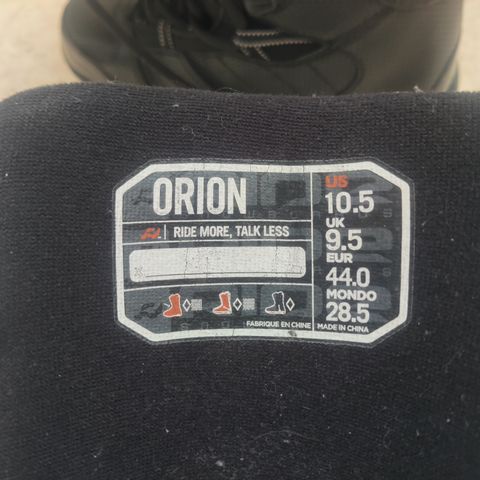 ORION
RIDE MORE, TALK LESS
X
FABRIQUE EN CHINE
US
10.5
UK
9.5
EUR
44.0
MONDO
28.5
MADE IN CHINA